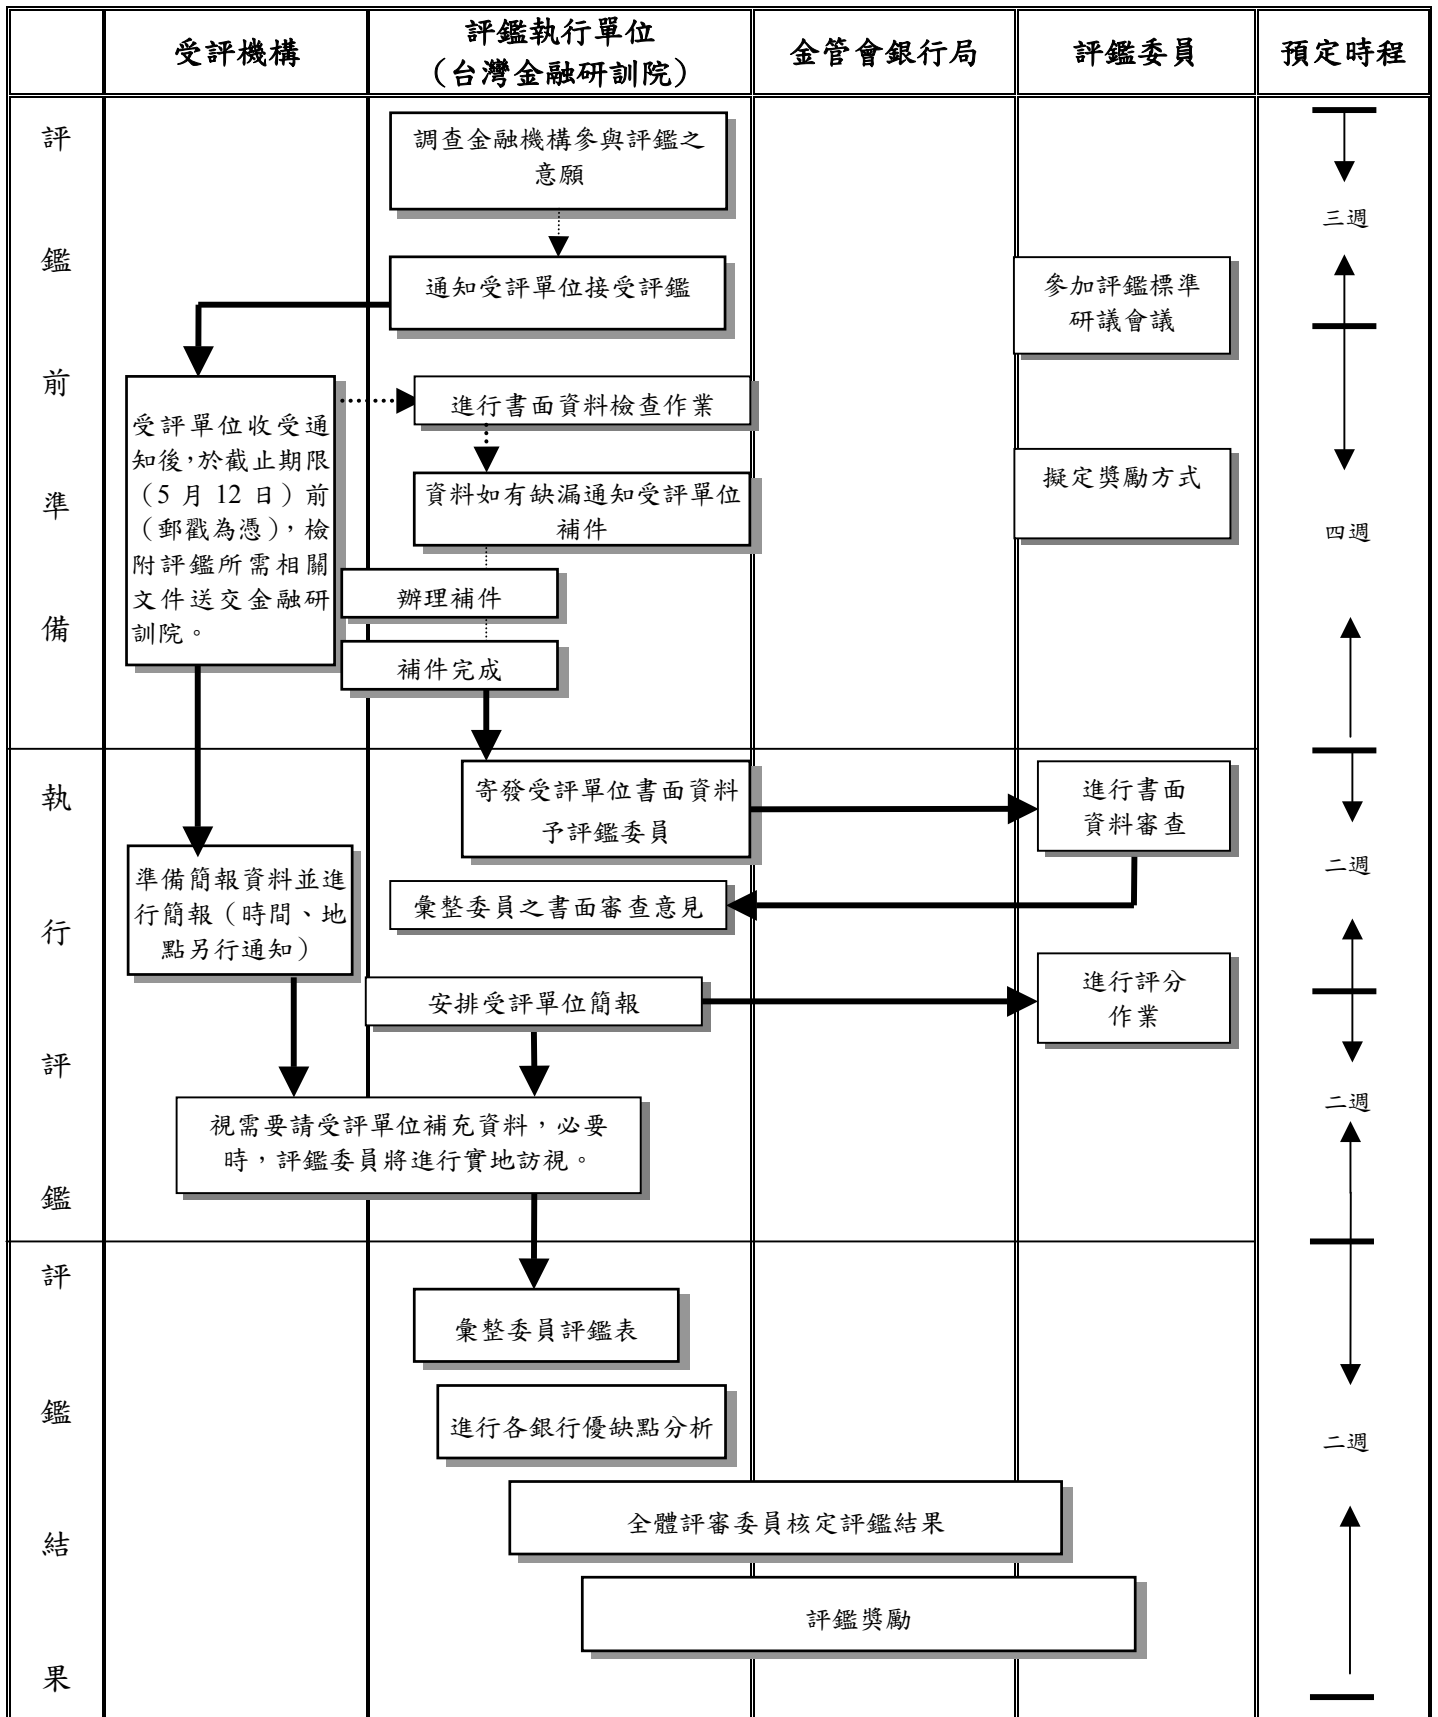 受評機構
評鑑執行單位
（台灣金融研訓院）
金管會銀行局
評鑑委員
預定時程
評
鑑
前
準
備
調查金融機構參與評鑑之
意願
通知受評單位接受評鑑
參加評鑑標準
研議會議
三週
受評單位收受通
知後，於截止期限
（5 月 12 日）前
（郵戳為憑），檢
附評鑑所需相關
文件送交金融研
訓院。
進行書面資料檢查作業
資料如有缺漏通知受評單位
補件
擬定獎勵方式
四週
辦理補件
補件完成
執
行
評
鑑
寄發受評單位書面資料
予評鑑委員
進行書面
資料審查
二週
準備簡報資料並進
行簡報（時間、地
點另行通知）
彙整委員之書面審查意見
安排受評單位簡報
進行評分
作業
二週
視需要請受評單位補充資料，必要
時，評鑑委員將進行實地訪視。
評
鑑
結
果
彙整委員評鑑表
進行各銀行優缺點分析
二週
全體評審委員核定評鑑結果
評鑑獎勵